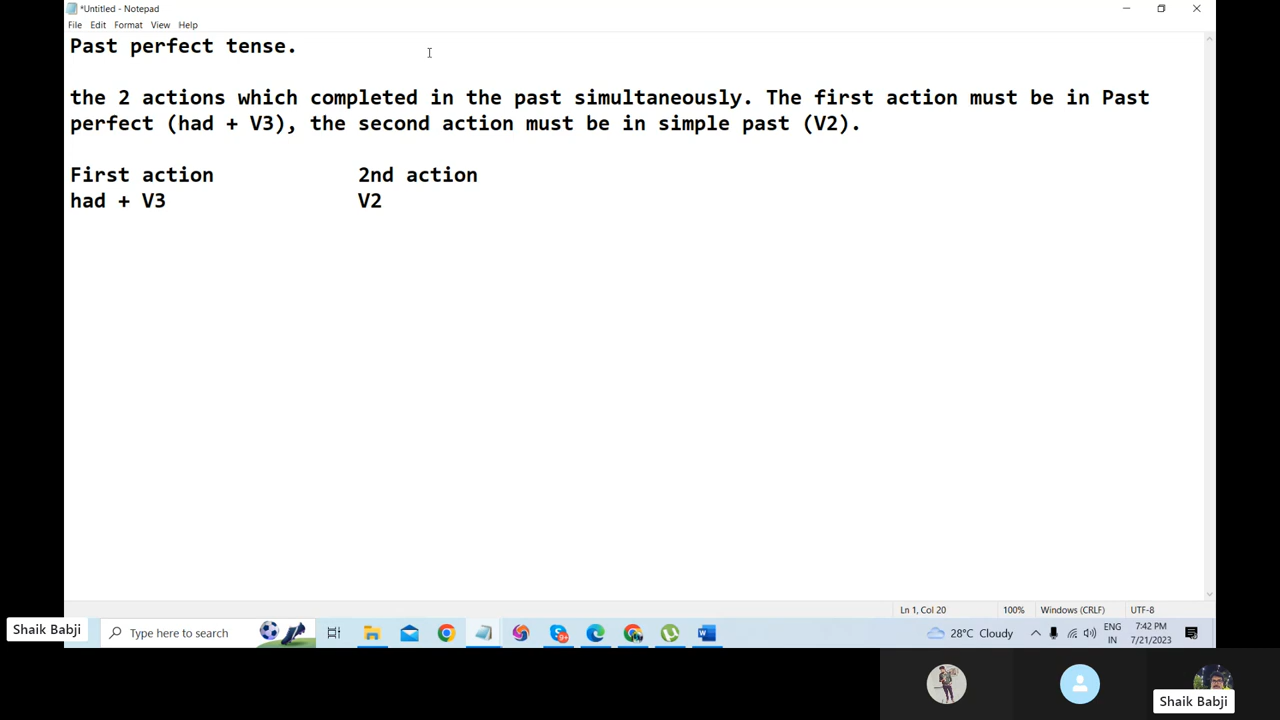 *Untitled - Notepad
File Edit Format View Help
Past perfect tense.
the 2 actions which completed in the past simultaneously. The first action must be in Past
perfect (had + V3), the second action must be in simple past (V2).
First action 2nd action
had + V3 V2
Ln 1, Col 20 100% Windows (CRLF) UTF-8
Shaik Babji
Type here to search
28°C Cloudy
ENG
IN
7:42 PM
7/21/2023
Shaik Babji